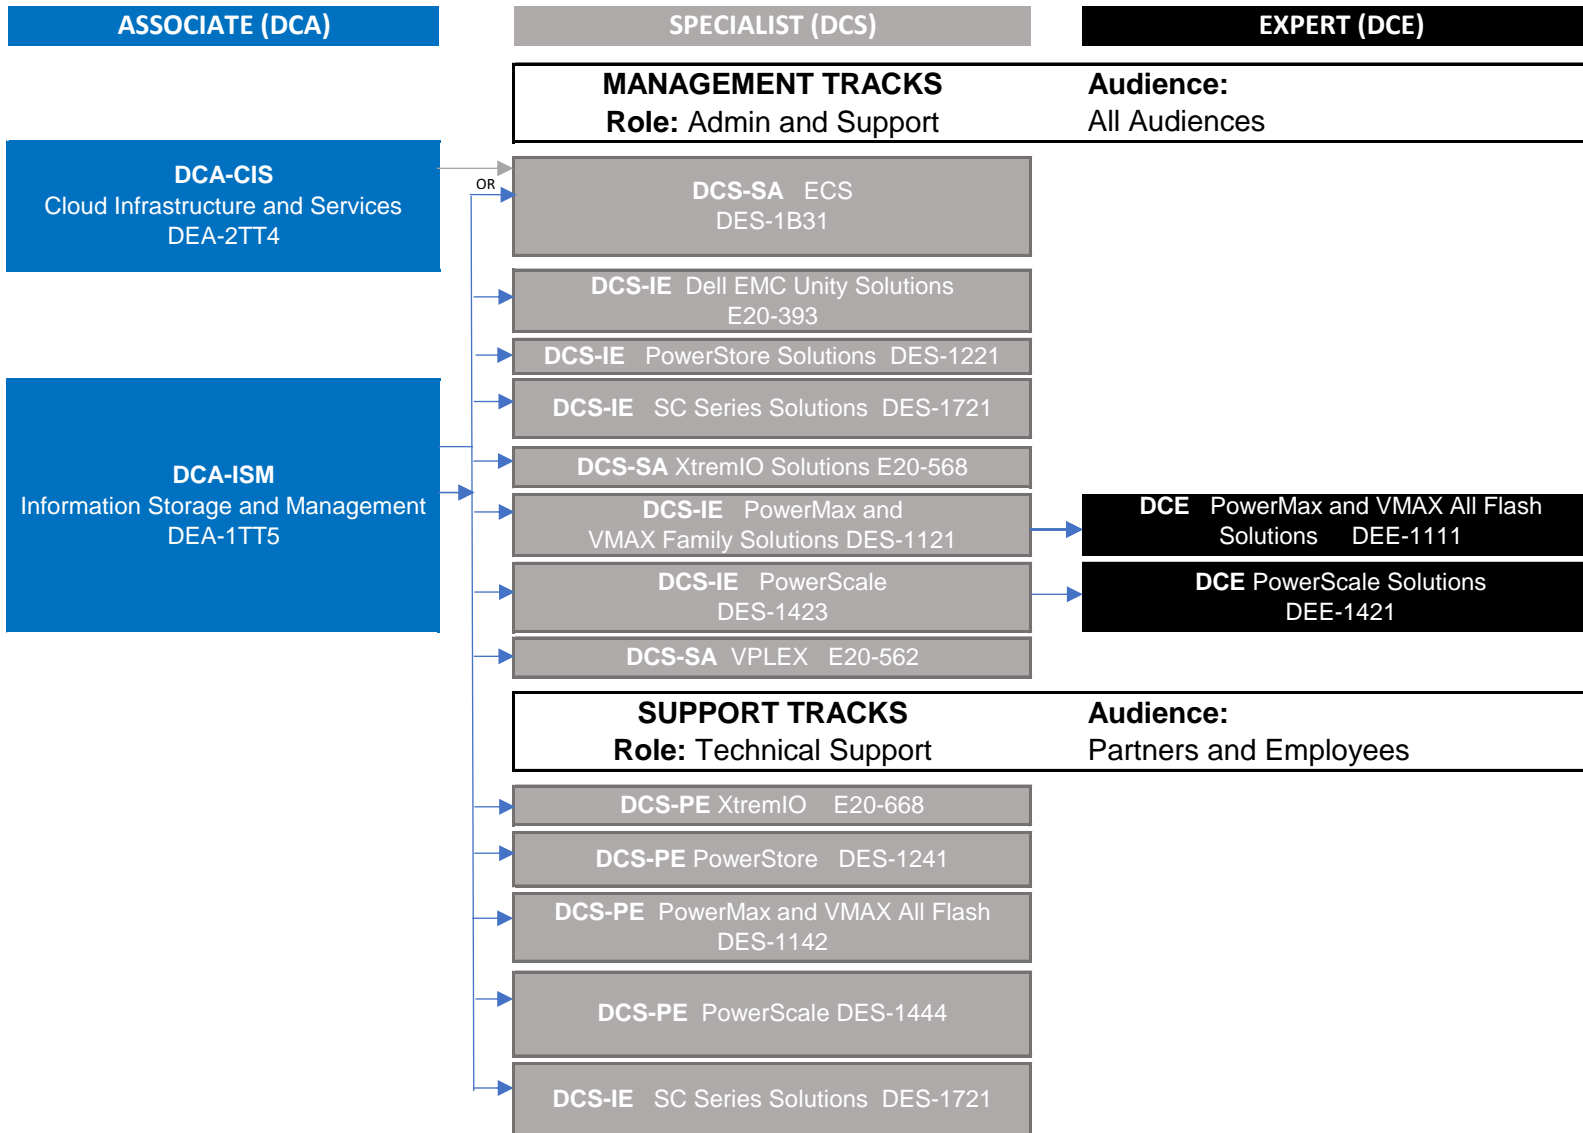 ASSOCIATE (DCA)
SPECIALIST (DCS)
EXPERT (DCE)
MANAGEMENT TRACKS
Role: Admin and Support
Audience:
All Audiences
DCA-CIS
Cloud Infrastructure and Services
DEA-2TT4
OR
DCS-SA ECS
DES-1B31
DCS-IE Dell EMC Unity Solutions
E20-393
DCS-IE PowerStore Solutions DES-1221
DCS-IE SC Series Solutions DES-1721
DCA-ISM
Information Storage and Management
DEA-1TT5
DCS-SA XtremIO Solutions E20-568
DCS-IE PowerMax and
VMAX Family Solutions DES-1121
DCE PowerMax and VMAX All Flash
Solutions DEE-1111
DCS-IE PowerScale
DES-1423
DCE PowerScale Solutions
DEE-1421
DCS-SA VPLEX E20-562
SUPPORT TRACKS
Role: Technical Support
Audience:
Partners and Employees
DCS-PE XtremIO E20-668
DCS-PE PowerStore DES-1241
DCS-PE PowerMax and VMAX All Flash
DES-1142
DCS-PE PowerScale DES-1444
DCS-IE SC Series Solutions DES-1721